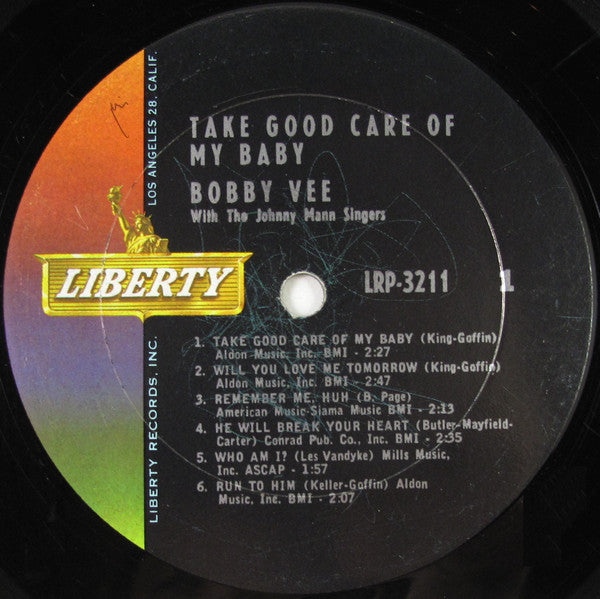 TAKE GOOD CARE OF
MY BABY
BOBBY VEE
With The Johnny Mann Singers
LIBERTY
LRP-3211
1
1. TAKE GOOD CARE OF MY BABY (King-Goffin)
Aldon Music, Inc. BMI - 2:27
2. WILL YOU LOVE ME TOMORROW (King-Goffin)
Aldon Music, Inc. BMI - 2:47
3. REMEMBER ME, HUH (B. Page)
American Music-Siama Music BMI - 2:13
4. HE WILL BREAK YOUR HEART (Butler-Mayfield-
Carter) Conrad Pub. Co., Inc. BMI - 2:35
5. WHO AM I? (Les Vandyke) Mills Music,
Inc. ASCAP - 1:57
6. RUN TO HIM (Keller-Goffin) Aldon
Music, Inc. BMI - 2:07
LIBERTY RECORDS, INC. LOS ANGELES 28, CALIF.